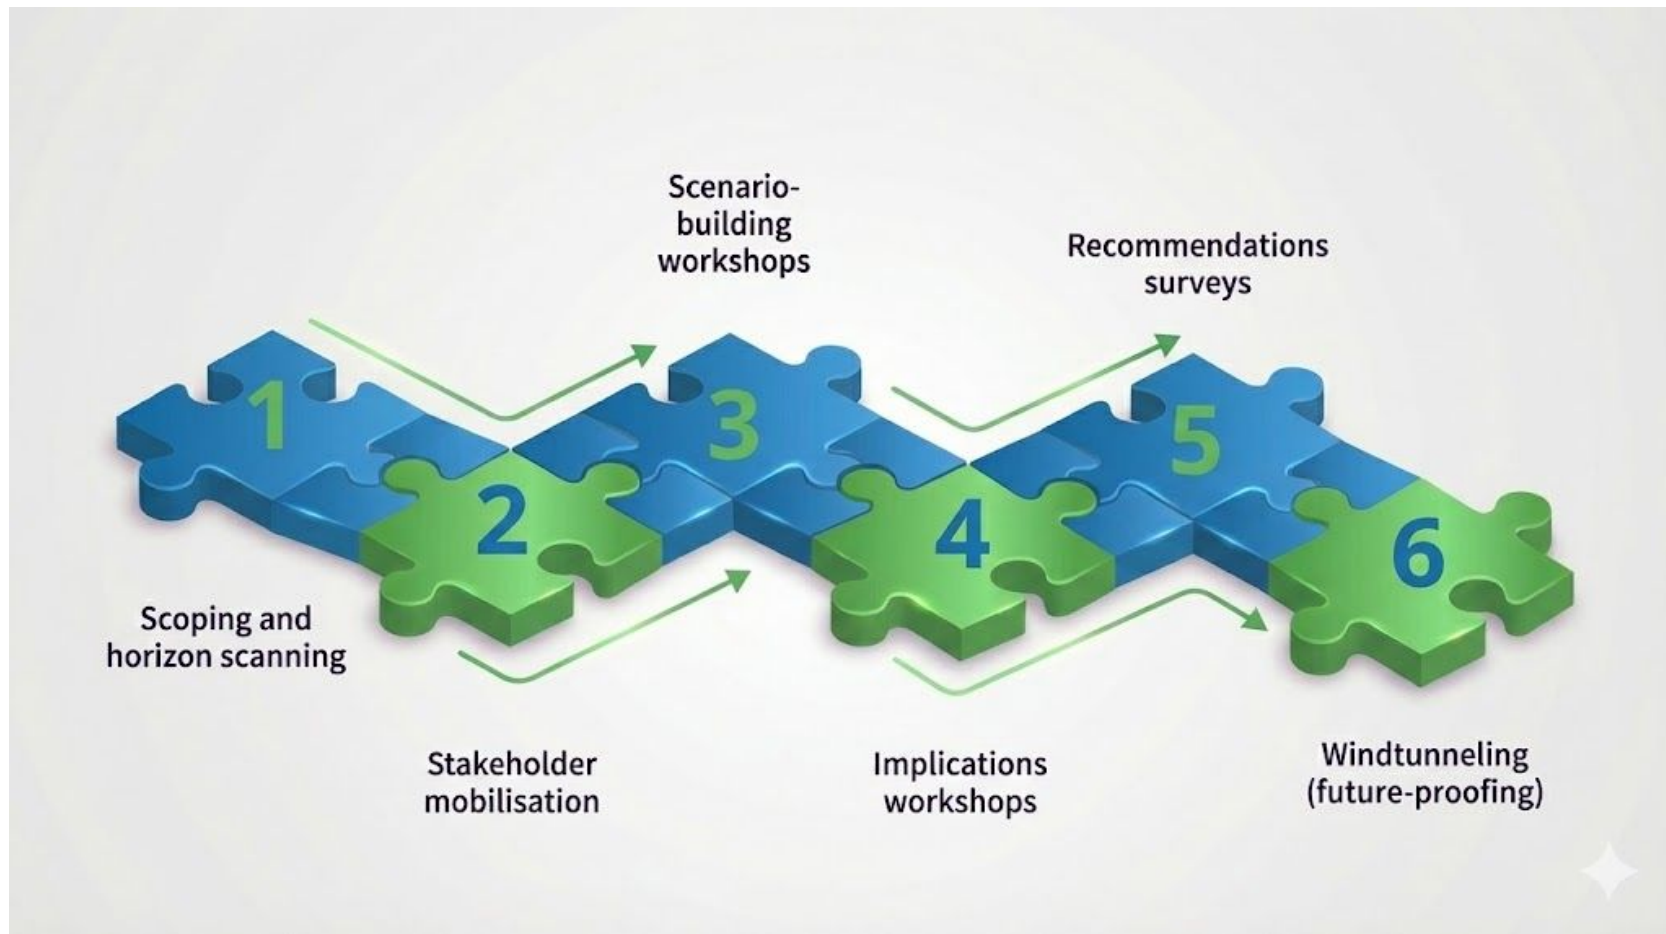 Scenario-
building
workshops
Recommendations
surveys
1
3
5
2
4
6
Scoping and
horizon scanning
Stakeholder
mobilisation
Implications
workshops
Windtunneling
(future-proofing)